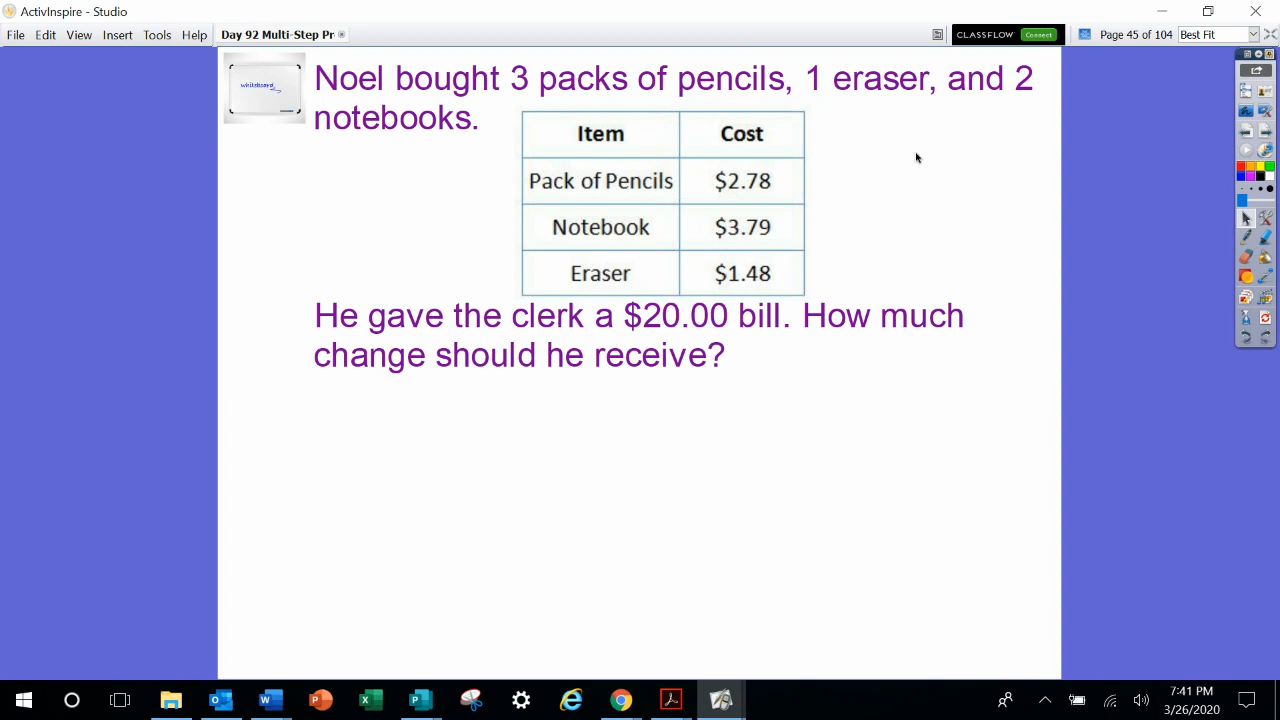 ActivInspire - Studio
File Edit View Insert Tools Help Day 92 Multi-Step Pr CLASSFLOW Connect Page 45 of 104 Best Fit
whiteboard
Noel bought 3 packs of pencils, 1 eraser, and 2
notebooks.
Item Cost
Pack of Pencils $2.78
Notebook $3.79
Eraser $1.48
He gave the clerk a $20.00 bill. How much
change should he receive?
7:41 PM
3/26/2020